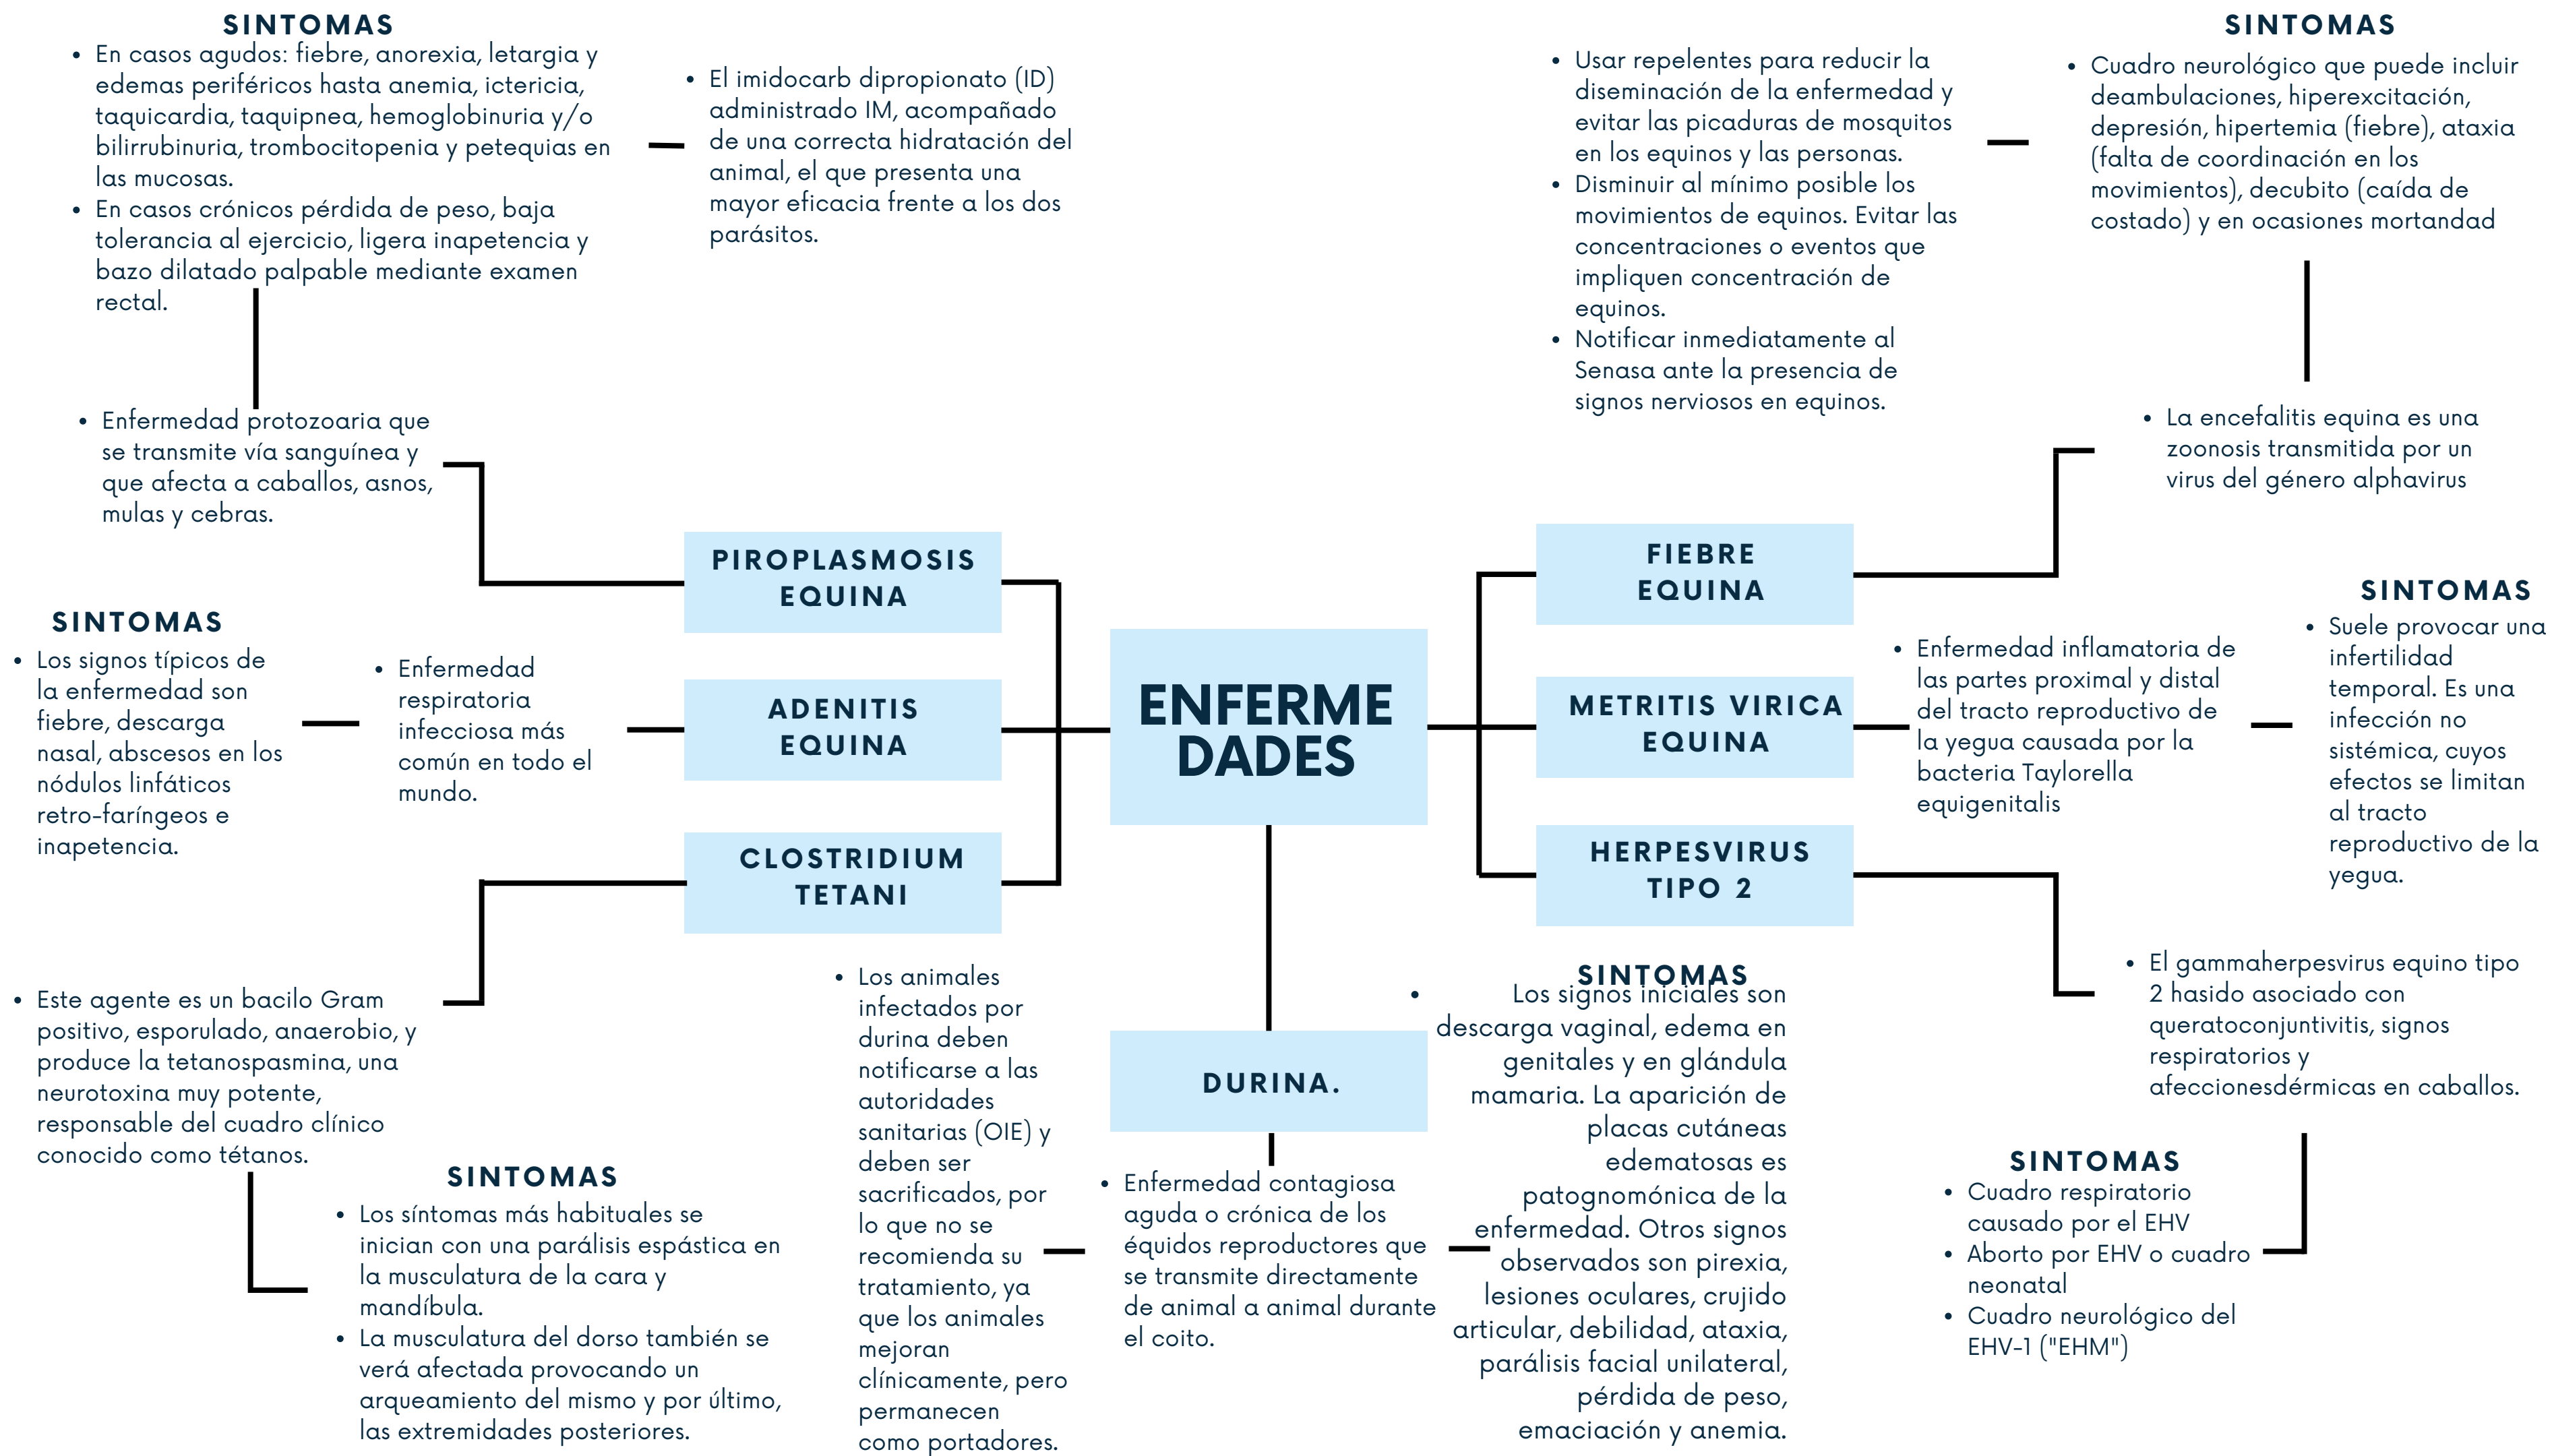 SINTOMAS
En casos agudos: fiebre, anorexia, letargia y
edemas periféricos hasta anemia, ictericia,
taquicardia, taquipnea, hemoglobinuria y/o
bilirrubinuria, trombocitopenia y petequias en
las mucosas.
En casos crónicos pérdida de peso, baja
tolerancia al ejercicio, ligera inapetencia y
bazo dilatado palpable mediante examen
rectal.
El imidocarb dipropionato (ID)
administrado IM, acompañado
de una correcta hidratación del
animal, el que presenta una
mayor eficacia frente a los dos
parásitos.
Enfermedad protozoaria que
se transmite vía sanguínea y
que afecta a caballos, asnos,
mulas y cebras.
PIROPLASMOSIS
EQUINA
SINTOMAS
Los signos típicos de
la enfermedad son
fiebre, descarga
nasal, abscesos en los
nódulos linfáticos
retro-faríngeos e
inapetencia.
Enfermedad
respiratoria
infecciosa más
común en todo el
mundo.
ADENITIS
EQUINA
CLOSTRIDIUM
TETANI
Este agente es un bacilo Gram
positivo, esporulado, anaerobio, y
produce la tetanospasmina, una
neurotoxina muy potente,
responsable del cuadro clínico
conocido como tétanos.
SINTOMAS
Los síntomas más habituales se
inician con una parálisis espástica en
la musculatura de la cara y
mandíbula.
La musculatura del dorso también se
verá afectada provocando un
arqueamiento del mismo y por último,
las extremidades posteriores.
ENFERME
DADES
DURINA.
Los animales
infectados por
durina deben
notificarse a las
autoridades
sanitarias (OIE) y
deben ser
sacrificados, por
lo que no se
recomienda su
tratamiento, ya
que los animales
mejoran
clínicamente, pero
permanecen
como portadores.
Enfermedad contagiosa
aguda o crónica de los
équidos reproductores que
se transmite directamente
de animal a animal durante
el coito.
SINTOMAS
Los signos iniciales son
descarga vaginal, edema en
genitales y en glándula
mamaria. La aparición de
placas cutáneas
edematosas es
patognomónica de la
enfermedad. Otros signos
observados son pirexia,
lesiones oculares, crujido
articular, debilidad, ataxia,
parálisis facial unilateral,
pérdida de peso,
emaciación y anemia.
Usar repelentes para reducir la
diseminación de la enfermedad y
evitar las picaduras de mosquitos
en los equinos y las personas.
Disminuir al mínimo posible los
movimientos de equinos. Evitar las
concentraciones o eventos que
impliquen concentración de
equinos.
Notificar inmediatamente al
Senasa ante la presencia de
signos nerviosos en equinos.
SINTOMAS
Cuadro neurológico que puede incluir
deambulaciones, hiperexcitación,
depresión, hipertemia (fiebre), ataxia
(falta de coordinación en los
movimientos), decubito (caída de
costado) y en ocasiones mortandad
La encefalitis equina es una
zoonosis transmitida por un
virus del género alphavirus
FIEBRE
EQUINA
METRITIS VIRICA
EQUINA
Enfermedad inflamatoria de
las partes proximal y distal
del tracto reproductivo de
la yegua causada por la
bacteria Taylorella
equigenitalis
SINTOMAS
Suele provocar una
infertilidad
temporal. Es una
infección no
sistémica, cuyos
efectos se limitan
al tracto
reproductivo de la
yegua.
HERPESVIRUS
TIPO 2
El gammaherpesvirus equino tipo
2 hasido asociado con
queratoconjuntivitis, signos
respiratorios y
afeccionesdérmicas en caballos.
SINTOMAS
Cuadro respiratorio
causado por el EHV
Aborto por EHV o cuadro
neonatal
Cuadro neurológico del
EHV-1 ("EHM")